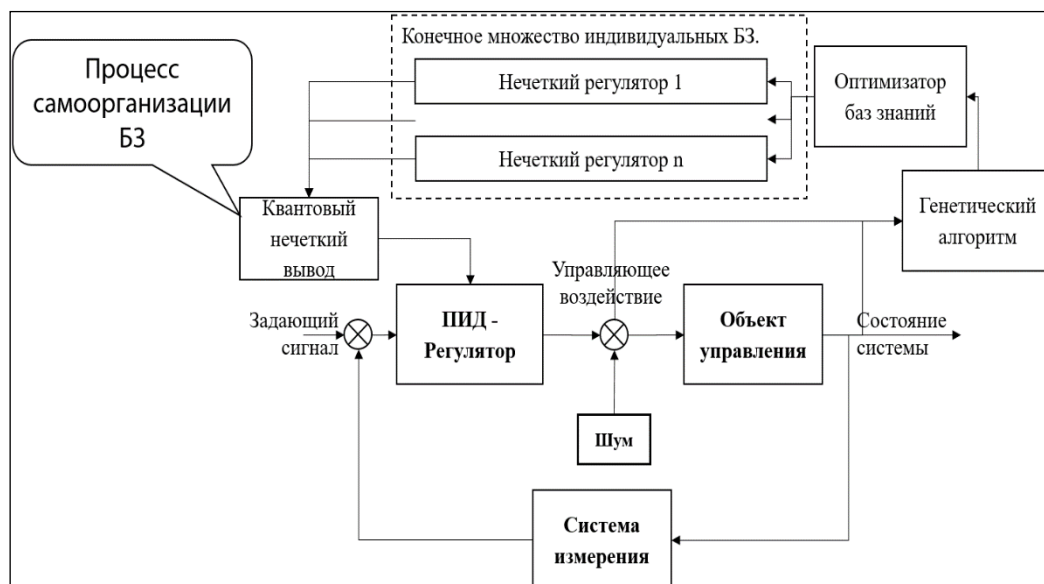 Процесс
самоорганизации
БЗ
Конечное множество индивидуальных БЗ.
Нечеткий регулятор 1
Нечеткий регулятор n
Оптимизатор
баз знаний
Генетический
алгоритм
Квантовый
нечеткий
вывод
Управляющее
воздействие
Задающий
сигнал
ПИД -
Регулятор
Объект
управления
Состояние
системы
Шум
Система
измерения